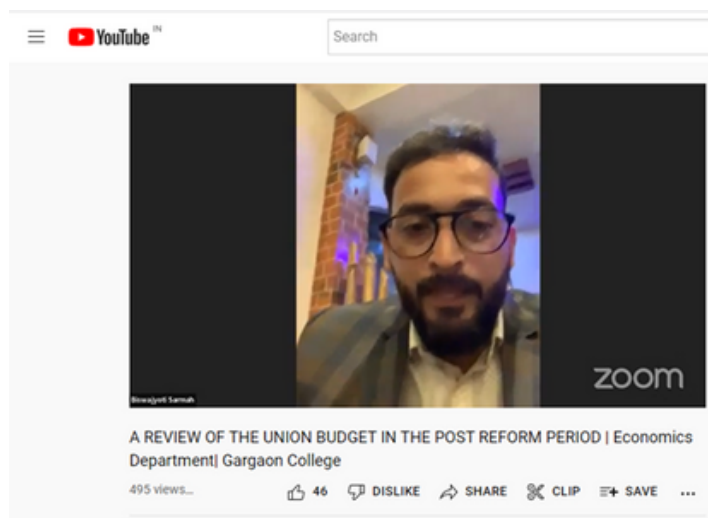 YouTube IN
Search
zoom
Biswajyoti Sarmah
A REVIEW OF THE UNION BUDGET IN THE POST REFORM PERIOD | Economics
Department| Gargaon College
495 views...
46 DISLIKE SHARE CLIP SAVE ...